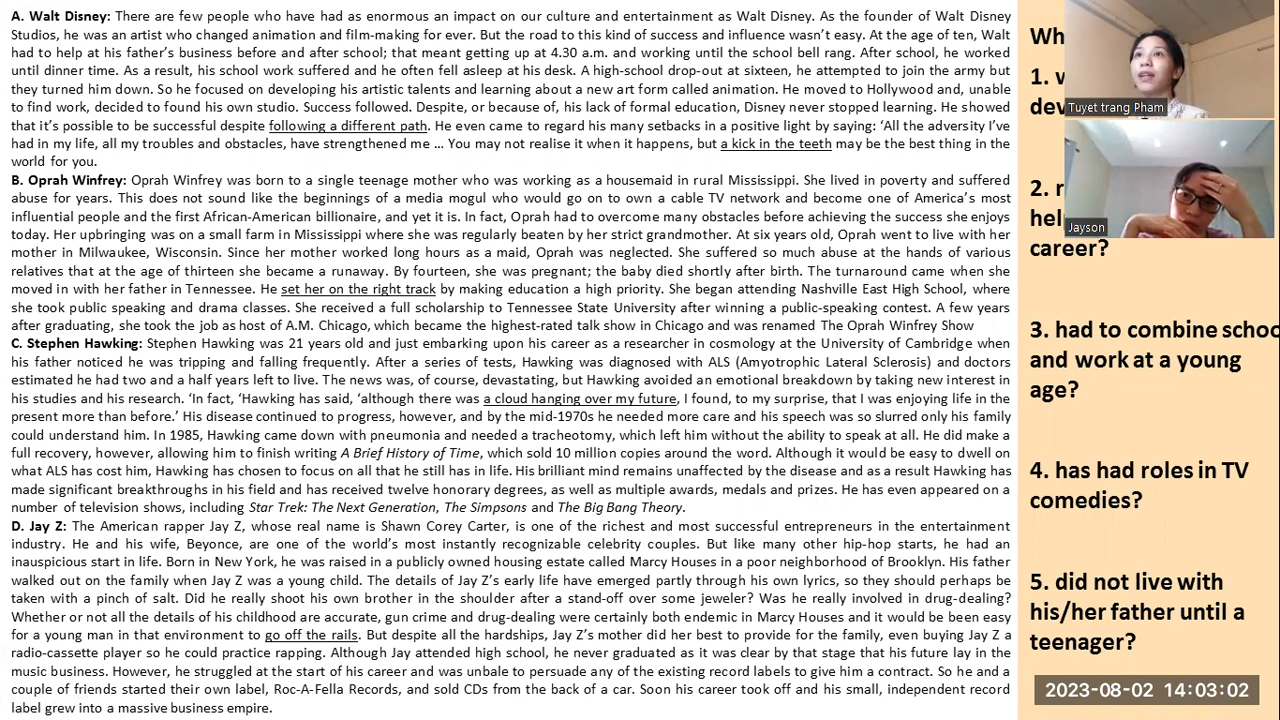 A. Walt Disney: There are few people who have had as enormous an impact on our culture and entertainment as Walt Disney. As the founder of Walt Disney
Studios, he was an artist who changed animation and film-making for ever. But the road to this kind of success and influence wasn't easy. At the age of ten, Walt
had to help at his father's business before and after school; that meant getting up at 4.30 a.m. and working until the school bell rang. After school, he worked
until dinner time. As a result, his school work suffered and he often fell asleep at his desk. A high-school drop-out at sixteen, he attempted to join the army but
they turned him down. So he focused on developing his artistic talents and learning about a new art form called animation. He moved to Hollywood and, unable
to find work, decided to found his own studio. Success followed. Despite, or because of, his lack of formal education, Disney never stopped learning. He showed
that it's possible to be successful despite following a different path. He even came to regard his many setbacks in a positive light by saying: 'All the adversity I've
had in my life, all my troubles and obstacles, have strengthened me ... You may not realise it when it happens, but a kick in the teeth may be the best thing in the
world for you.
B. Oprah Winfrey: Oprah Winfrey was born to a single teenage mother who was working as a housemaid in rural Mississippi. She lived in poverty and suffered
abuse for years. This does not sound like the beginnings of a media mogul who would go on to own a cable TV network and become one of America's most
influential people and the first African-American billionaire, and yet it is. In fact, Oprah had to overcome many obstacles before achieving the success she enjoys
today. Her upbringing was on a small farm in Mississippi where she was regularly beaten by her strict grandmother. At six years old, Oprah went to live with her
mother in Milwaukee, Wisconsin. Since her mother worked long hours as a maid, Oprah was neglected. She suffered so much abuse at the hands of various
relatives that at the age of thirteen she became a runaway. By fourteen, she was pregnant; the baby died shortly after birth. The turnaround came when she
moved in with her father in Tennessee. He set her on the right track by making education a high priority. She began attending Nashville East High School, where
she took public speaking and drama classes. She received a full scholarship to Tennessee State University after winning a public-speaking contest. A few years
after graduating, she took the job as host of A.M. Chicago, which became the highest-rated talk show in Chicago and was renamed The Oprah Winfrey Show
C. Stephen Hawking: Stephen Hawking was 21 years old and just embarking upon his career as a researcher in cosmology at the University of Cambridge when
his father noticed he was tripping and falling frequently. After a series of tests, Hawking was diagnosed with ALS (Amyotrophic Lateral Sclerosis) and doctors
estimated he had two and a half years left to live. The news was, of course, devastating, but Hawking avoided an emotional breakdown by taking new interest in
his studies and his research. 'In fact, 'Hawking has said, 'although there was a cloud hanging over my future, I found, to my surprise, that I was enjoying life in the
present more than before.' His disease continued to progress, however, and by the mid-1970s he needed more care and his speech was so slurred only his family
could understand him. In 1985, Hawking came down with pneumonia and needed a tracheotomy, which left him without the ability to speak at all. He did make a
full recovery, however, allowing him to finish writing A Brief History of Time, which sold 10 million copies around the word. Although it would be easy to dwell on
what ALS has cost him, Hawking has chosen to focus on all that he still has in life. His brilliant mind remains unaffected by the disease and as a result Hawking has
made significant breakthroughs in his field and has received twelve honorary degrees, as well as multiple awards, medals and prizes. He has even appeared on a
number of television shows, including Star Trek: The Next Generation, The Simpsons and The Big Bang Theory.
D. Jay Z: The American rapper Jay Z, whose real name is Shawn Corey Carter, is one of the richest and most successful entrepreneurs in the entertainment
industry. He and his wife, Beyonce, are one of the world's most instantly recognizable celebrity couples. But like many other hip-hop starts, he had an
inauspicious start in life. Born in New York, he was raised in a publicly owned housing estate called Marcy Houses in a poor neighborhood of Brooklyn. His father
walked out on the family when Jay Z was a young child. The details of Jay Z's early life have emerged partly through his own lyrics, so they should perhaps be
taken with a pinch of salt. Did he really shoot his own brother in the shoulder after a stand-off over some jeweler? Was he really involved in drug-dealing?
Whether or not all the details of his childhood are accurate, gun crime and drug-dealing were certainly both endemic in Marcy Houses and it would be been easy
for a young man in that environment to go off the rails. But despite all the hardships, Jay Z's mother did her best to provide for the family, even buying Jay Z a
radio-cassette player so he could practice rapping. Although Jay attended high school, he never graduated as it was clear by that stage that his future lay in the
music business. However, he struggled at the start of his career and was unbale to persuade any of the existing record labels to give him a contract. So he and a
couple of friends started their own label, Roc-A-Fella Records, and sold CDs from the back of a car. Soon his career took off and his small, independent record
label grew into a massive business empire.
Wh
1. w
dev
2. r
hel
career?
3. had to combine schoo
and work at a young
age?
4. has had roles in TV
comedies?
5. did not live with
his/her father until a
teenager?
Tuyet trang Pham
Jayson
2023-08-02 14:03:02